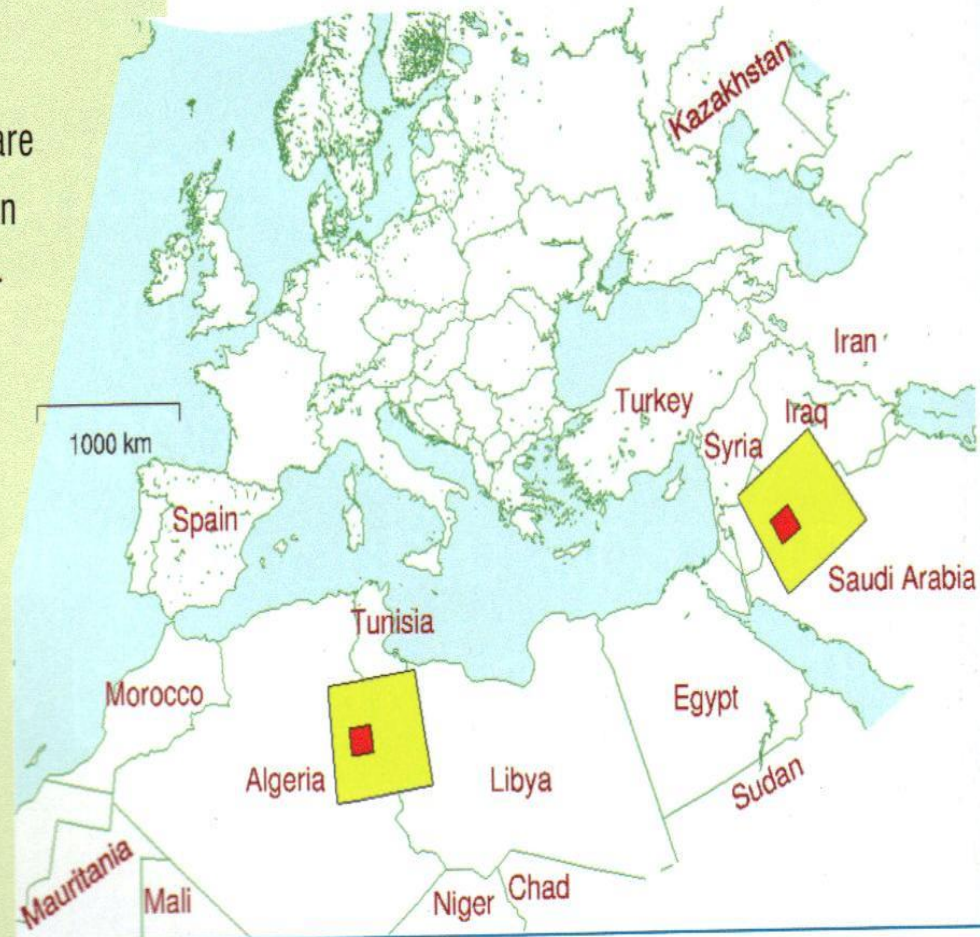 are
n
Kazakhstan
Iran
1000 km
Turkey
Iraq
Syria
Spain
Saudi Arabia
Tunisia
Morocco
Egypt
Algeria
Libya
Sudan
Mauritania
Mali
Niger
Chad